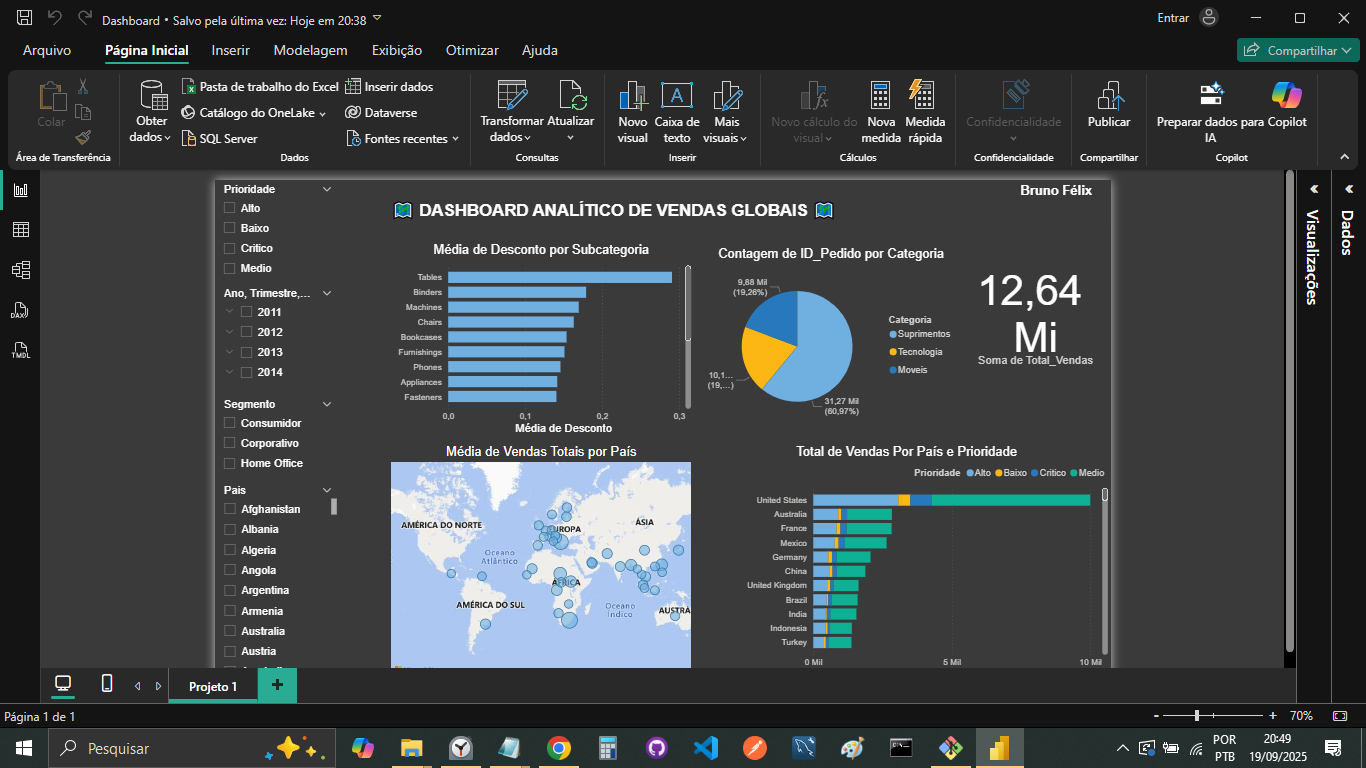 Dashboard • Salvo pela última vez: Hoje em 20:38
Entrar
Arquivo
Página Inicial
Inserir
Modelagem
Exibição
Otimizar
Ajuda
Compartilhar
Colar
Área de Transferência
Obter dados
Pasta de trabalho do Excel
Catálogo do OneLake
SQL Server
Inserir dados
Dataverse
Fontes recentes
Dados
Transformar dados
Atualizar
Consultas
Novo visual
Caixa de texto
Mais visuais
Inserir
Novo cálculo do visual
Nova medida
Medida rápida
Cálculos
Confidencialidade
Confidencialidade
Publicar
Compartilhar
Preparar dados para IA
Copilot
Copilot
DAX
TMDL
Prioridade
Alto
Baixo
Critico
Medio
Ano, Trimestre,...
2011
2012
2013
2014
Segmento
Consumidor
Corporativo
Home Office
Pais
Afghanistan
Albania
Algeria
Angola
Argentina
Armenia
Australia
Austria
Bruno Félix
DASHBOARD ANALÍTICO DE VENDAS GLOBAIS
Média de Desconto por Subcategoria
Tables
Binders
Machines
Chairs
Bookcases
Furnishings
Phones
Appliances
Fasteners
0,0 0,1 0,2 0,3
Média de Desconto
Contagem de ID_Pedido por Categoria
9,88 Mil
(19,26%)
10,1...
(19,...)
31,27 Mil
(60,97%)
Categoria
Suprimentos
Tecnologia
Moveis
12,64
Mi
Soma de Total_Vendas
Média de Vendas Totais por País
AMÉRICA DO NORTE
EUROPA
ÁSIA
Oceano
Atlântico
ÁFRICA
AMÉRICA DO SUL
Oceano
Índico
AUSTRÁ
Total de Vendas Por País e Prioridade
Prioridade Alto Baixo Critico Medio
United States
Australia
France
Mexico
Germany
China
United Kingdom
Brazil
India
Indonesia
Turkey
0 Mil 5 Mil 10 Mil
Visualizações
Dados
Projeto 1
Página 1 de 1
70%
Pesquisar
POR
PTB
20:49
19/09/2025